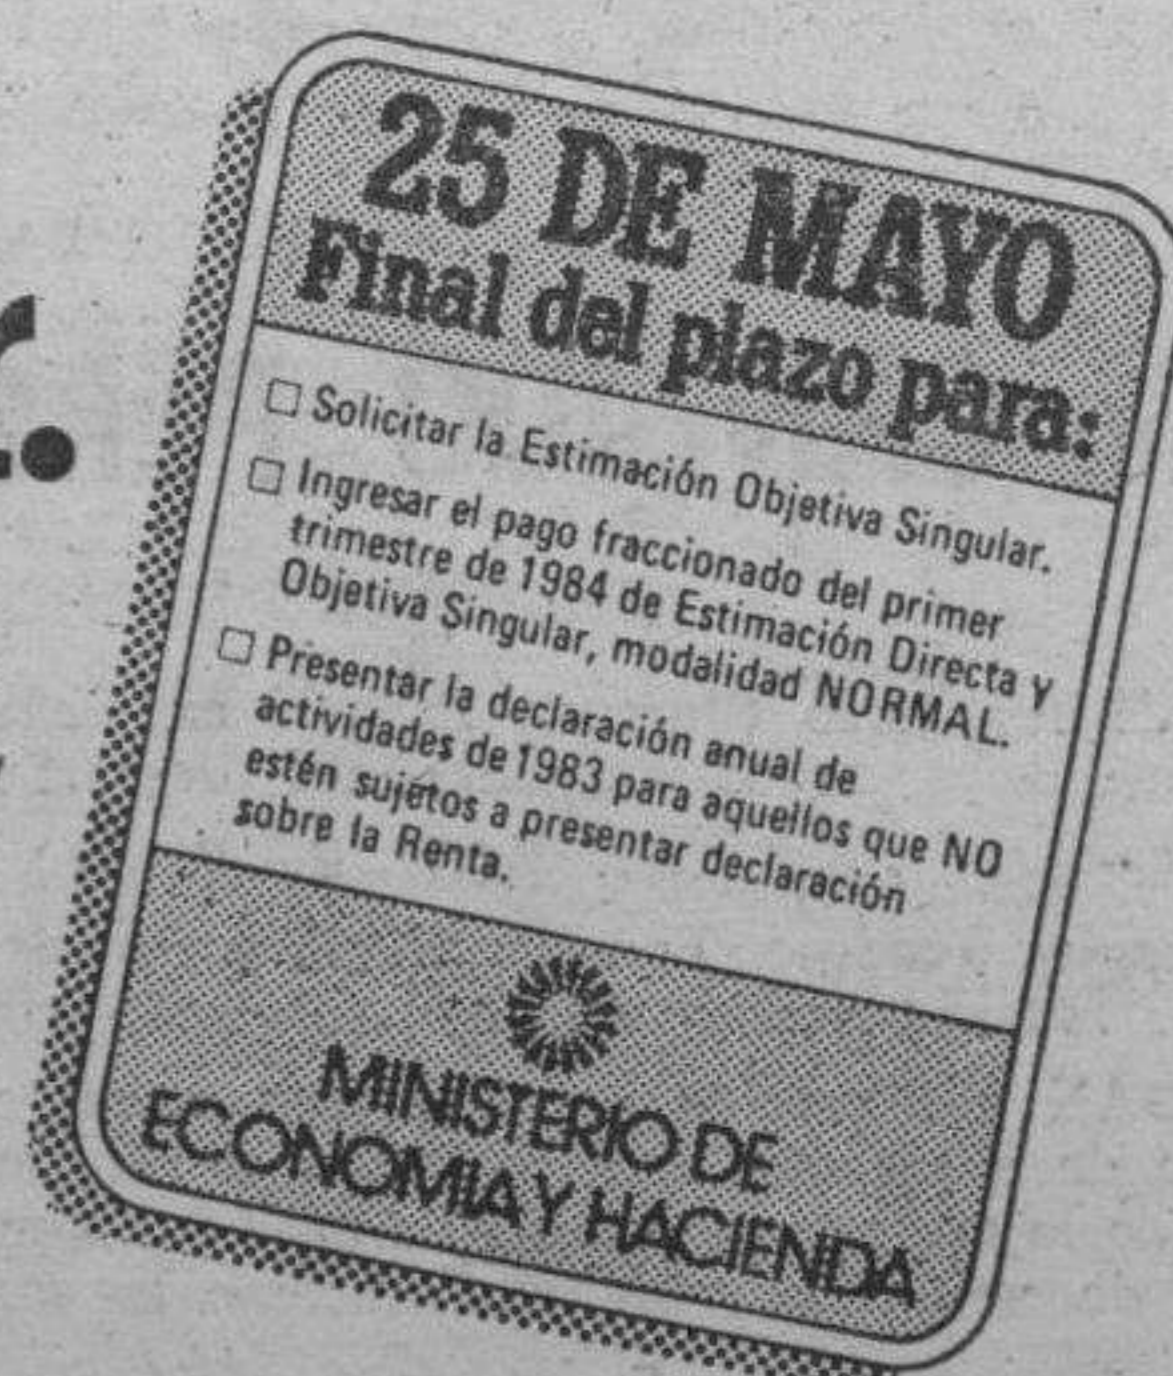 25 DE MAYO
Final del plazo para:
□ Solicitar la Estimación Objetiva Singular.
□ Ingresar el pago fraccionado del primer
trimestre de 1984 de Estimación Directa y
Objetiva Singular, modalidad NORMAL.
□ Presentar la declaración anual de
actividades de 1983 para aquellos que NO
estén sujetos a presentar declaración
sobre la Renta.
MINISTERIO DE
ECONOMIA Y HACIENDA